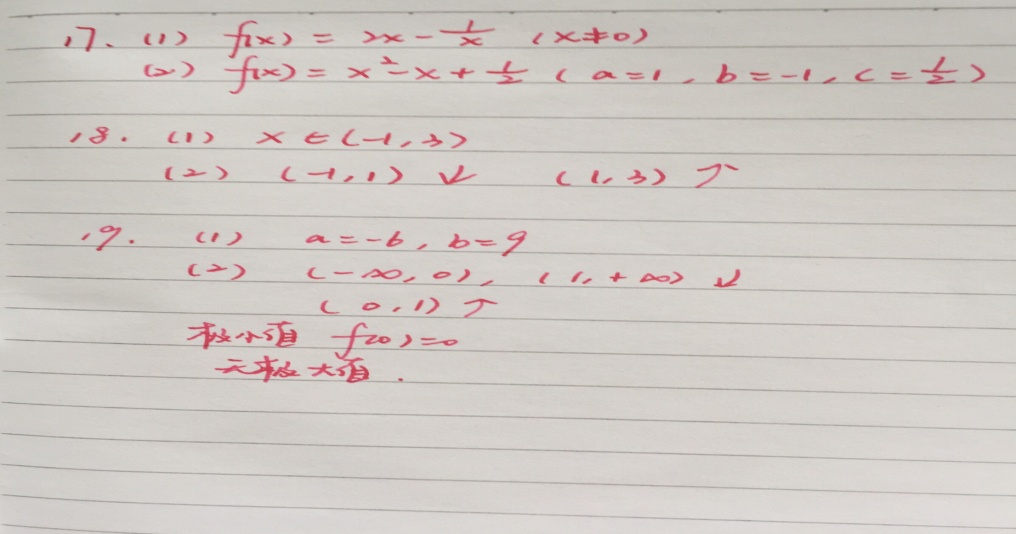 17. (1) f(x) = 2x - 1/x (x≠0)
(2) f(x) = x² - x + 1/2 (a=1, b=-1, c=1/2)
18. (1) x∈(-1, 3)
(2) (-1, 1) ↓ (1, 3) ↗
19. (1) a=-6, b=9
(2) (-∞, 0), (1, +∞) ↓
(0, 1) ↗
极小值 f(0)=0
无极大值.